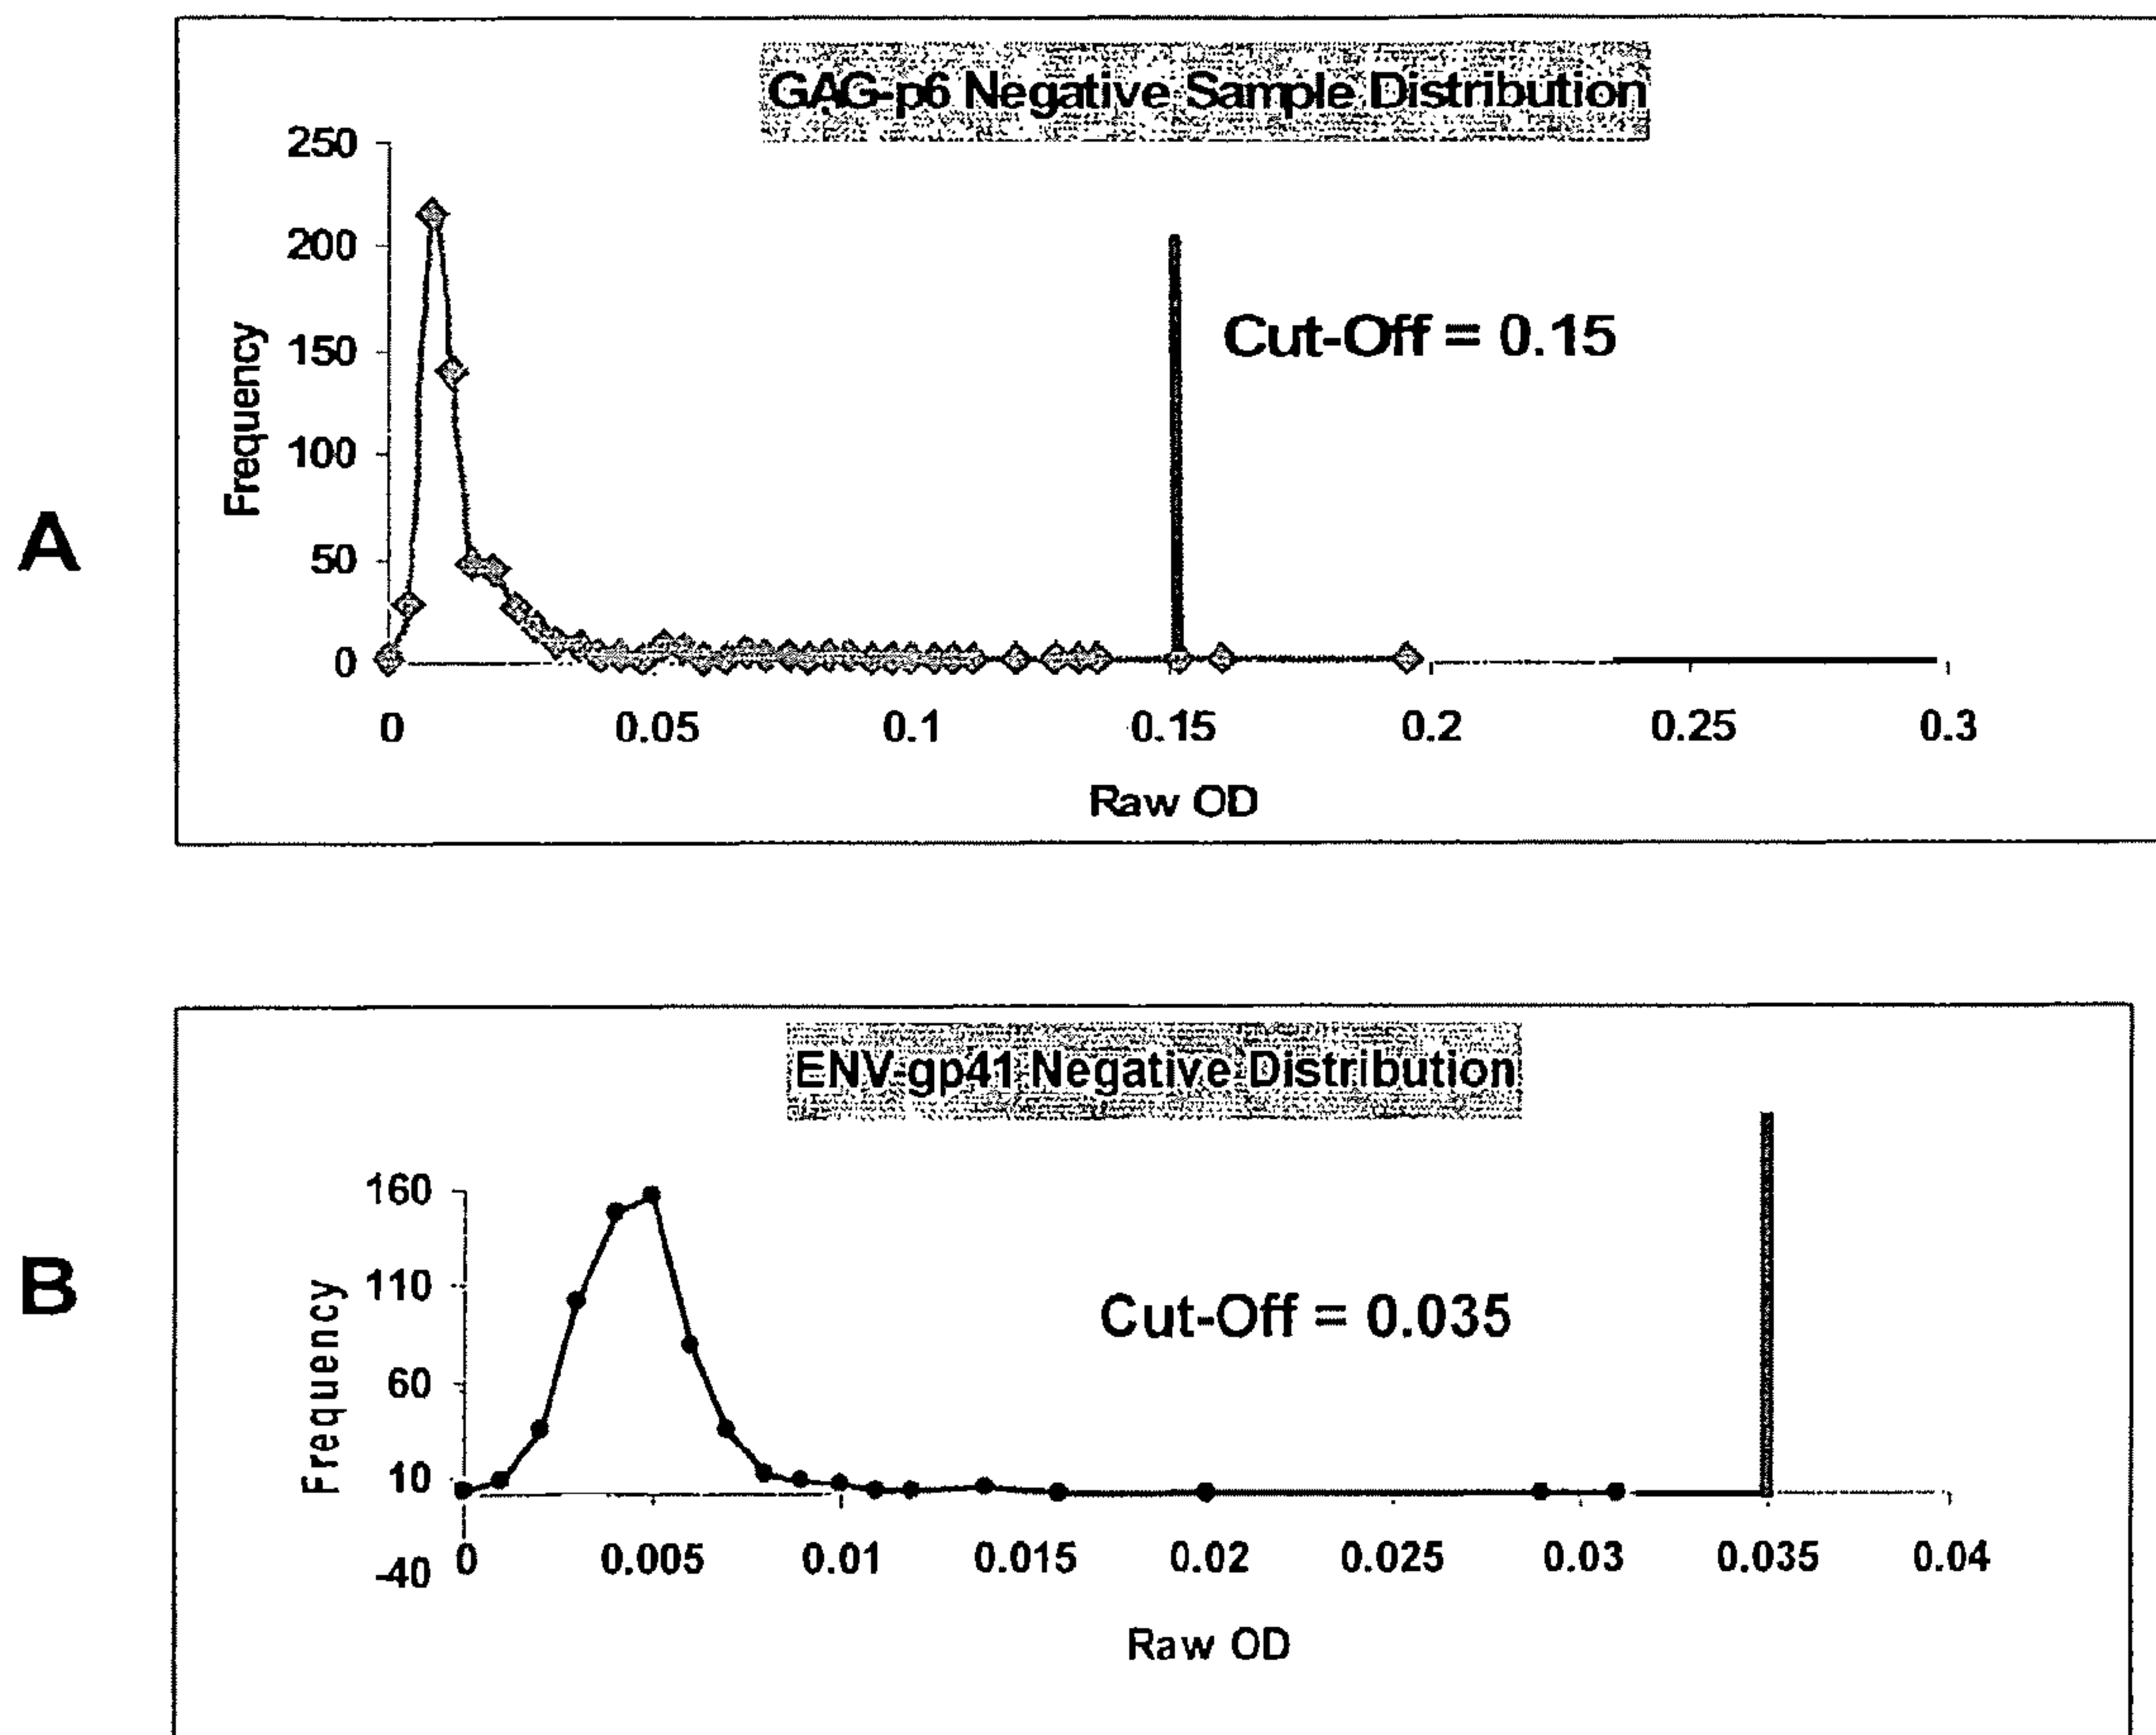 A
GAG-p6 Negative Sample Distribution
250
200
150
100
50
0
Frequency
Cut-Off = 0.15
0 0.05 0.1 0.15 0.2 0.25 0.3
Raw OD
B
ENV-gp41 Negative Distribution
160
110
60
10
-40
Frequency
Cut-Off = 0.035
0 0.005 0.01 0.015 0.02 0.025 0.03 0.035 0.04
Raw OD